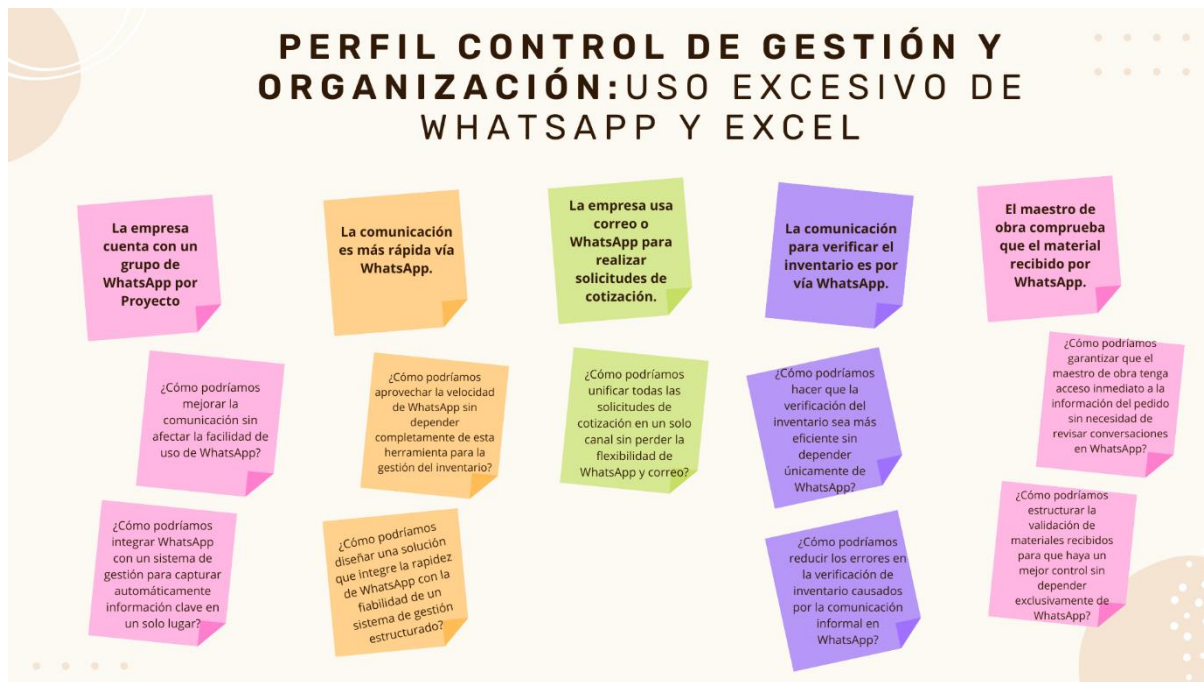 PERFIL CONTROL DE GESTIÓN Y
ORGANIZACIÓN:USO EXCESIVO DE
WHATSAPP Y EXCEL
La empresa
cuenta con un
grupo de
WhatsApp por
Proyecto
¿Cómo podríamos
mejorar la
comunicación sin
afectar la facilidad de
uso de WhatsApp?
¿Cómo podríamos
integrar WhatsApp
con un sistema de
gestión para capturar
automáticamente
información clave en
un solo lugar?
La comunicación
es más rápida vía
WhatsApp.
¿Cómo podríamos
aprovechar la velocidad
de WhatsApp sin
depender
completamente de esta
herramienta para la
gestión del inventario?
¿Cómo podríamos
diseñar una solución
que integre la rapidez
de WhatsApp con la
fiabilidad de un
sistema de gestión
estructurado?
La empresa usa
correo o
WhatsApp para
realizar
solicitudes de
cotización.
¿Cómo podríamos
unificar todas las
solicitudes de
cotización en un solo
canal sin perder la
flexibilidad de
WhatsApp y correo?
La comunicación
para verificar el
inventario es por
vía WhatsApp.
¿Cómo podríamos
hacer que la
verificación del
inventario sea más
eficiente sin
depender
únicamente de
WhatsApp?
¿Cómo podríamos
reducir los errores en
la verificación de
inventario causados
por la comunicación
informal en
WhatsApp?
El maestro de
obra comprueba
que el material
recibido por
WhatsApp.
¿Cómo podríamos
garantizar que el
maestro de obra tenga
acceso inmediato a la
información del pedido
sin necesidad de
revisar conversaciones
en WhatsApp?
¿Cómo podríamos
estructurar la
validación de
materiales recibidos
para que haya un
mejor control sin
depender
exclusivamente de
WhatsApp?